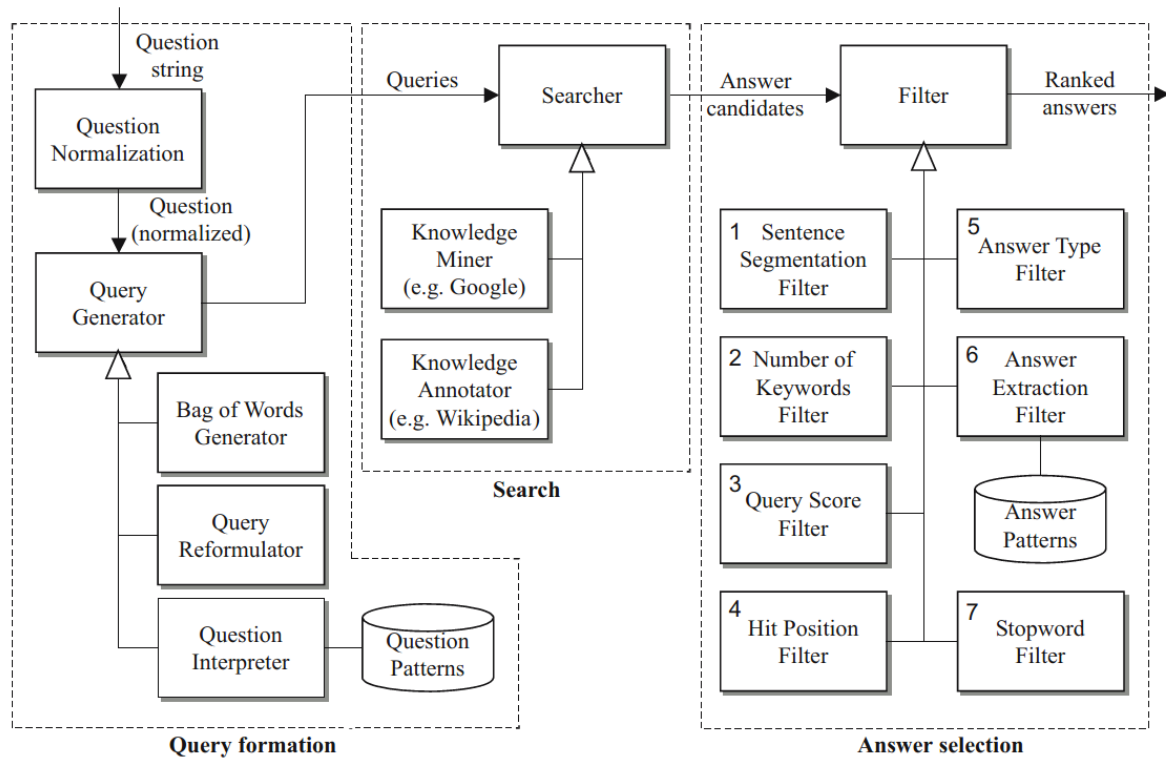 Question
string
Question
Normalization
Question
(normalized)
Query
Generator
Bag of Words
Generator
Query
Reformulator
Question
Interpreter
Question
Patterns
Query formation
Queries
Searcher
Knowledge
Miner
(e.g. Google)
Knowledge
Annotator
(e.g. Wikipedia)
Search
Answer
candidates
Filter
Ranked
answers
1 Sentence
Segmentation
Filter
2 Number of
Keywords
Filter
3
Query Score
Filter
4
Hit Position
Filter
5
Answer Type
Filter
6 Answer
Extraction
Filter
Answer
Patterns
7
Stopword
Filter
Answer selection